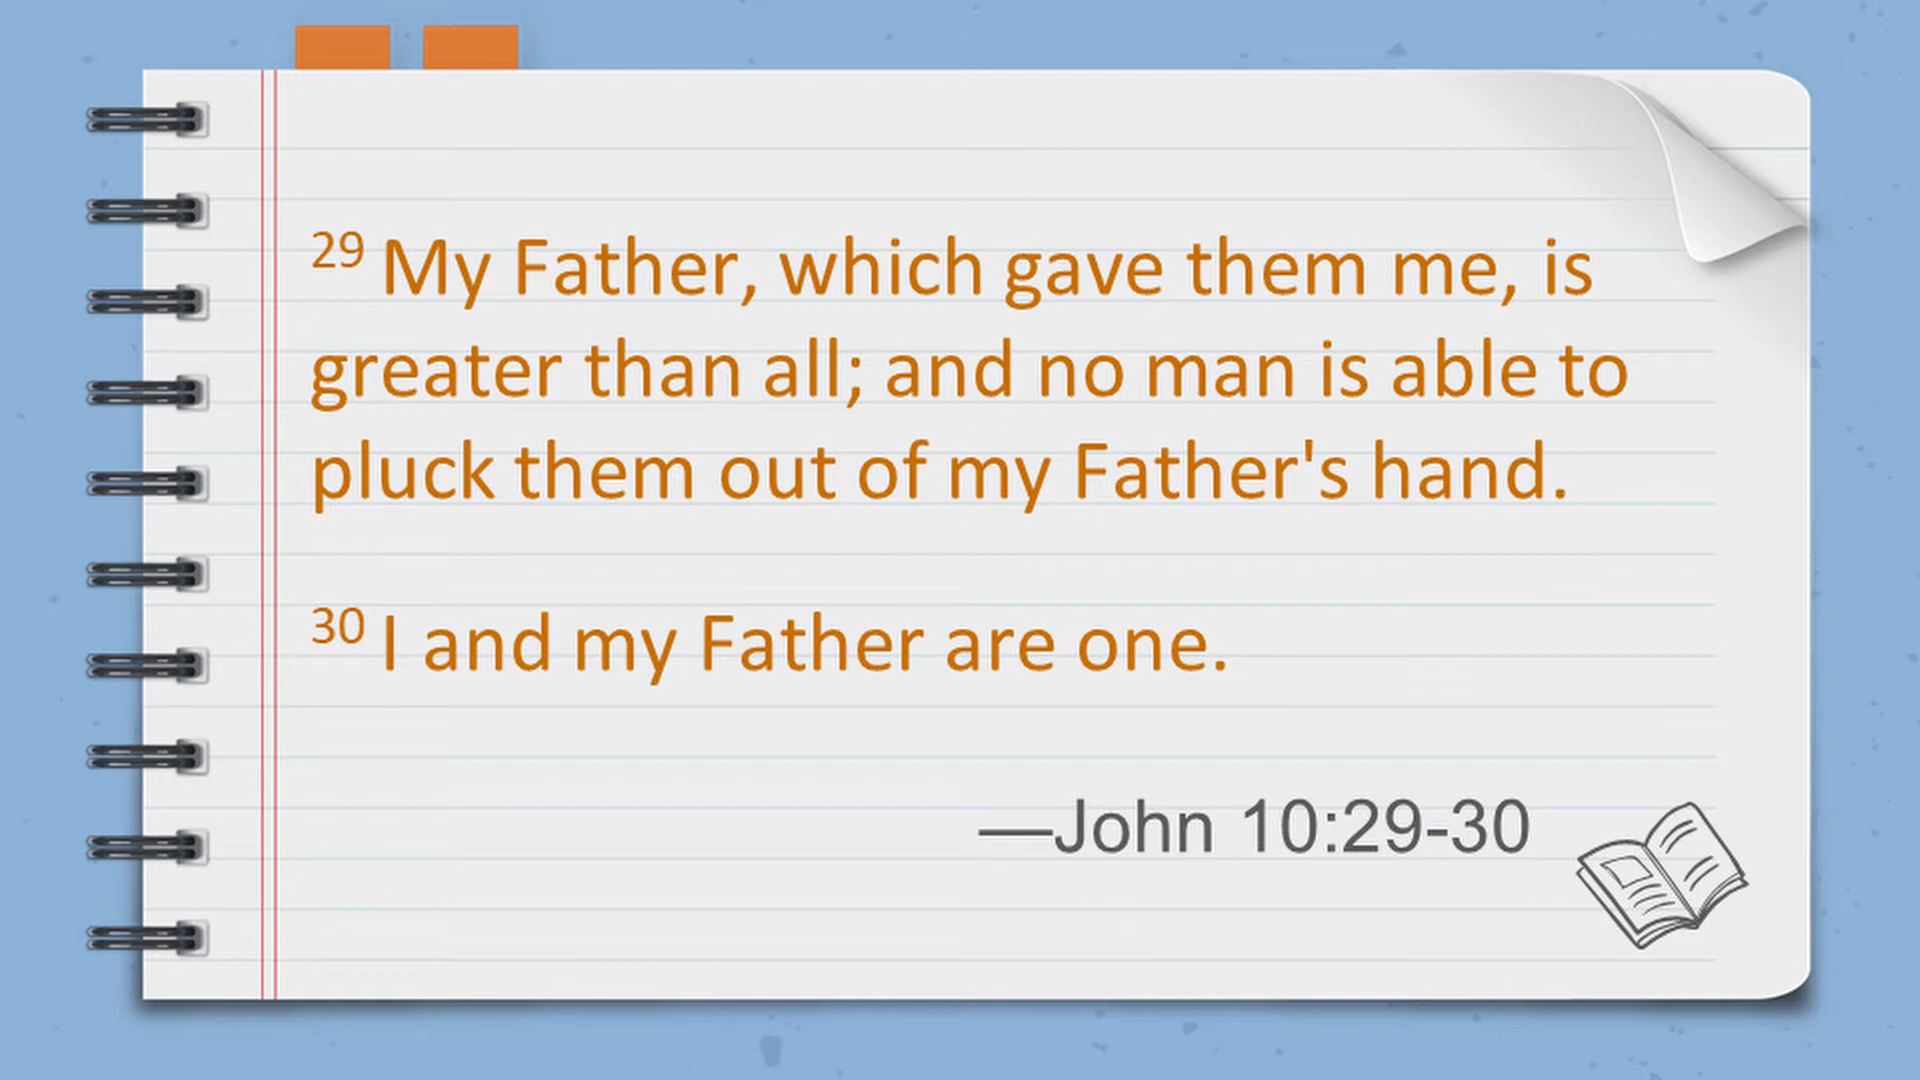 29 My Father, which gave them me, is
greater than all; and no man is able to
pluck them out of my Father's hand.
30 I and my Father are one.
—John 10:29-30